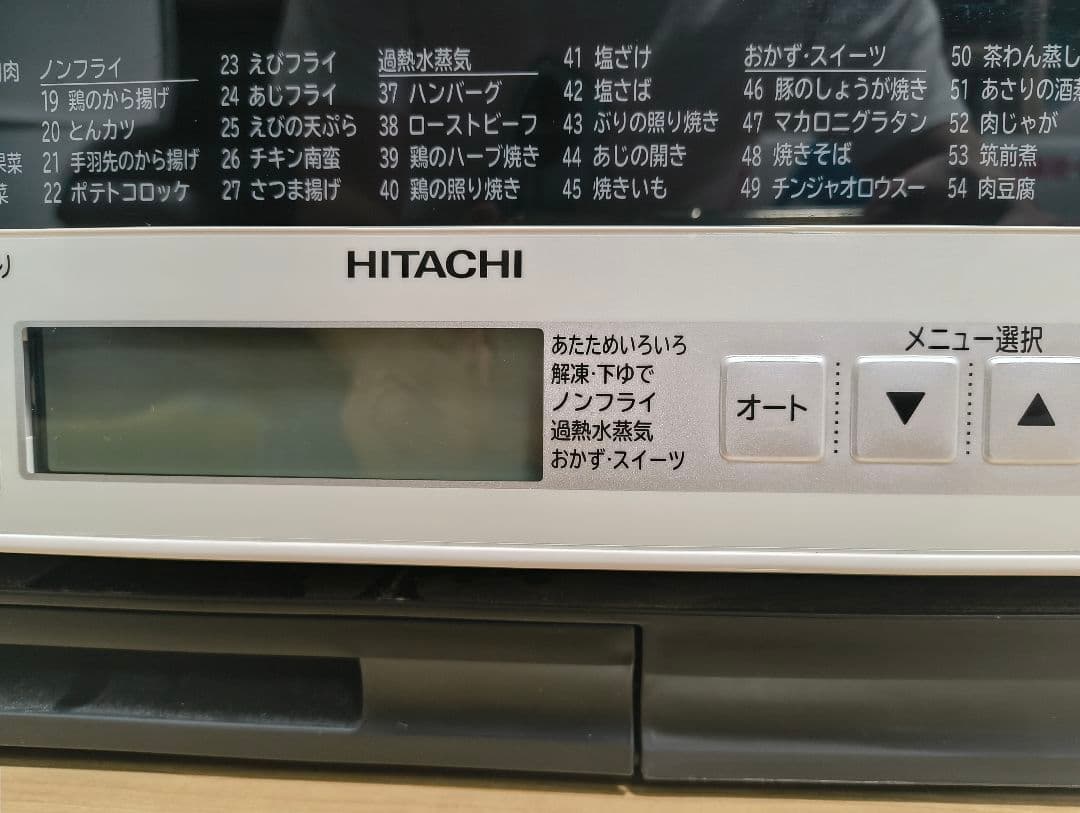 肉
ノンフライ
19 鶏のから揚げ
20 とんカツ
21 手羽先のから揚げ
22 ポテトコロッケ
果菜
菜
23 えびフライ
24 あじフライ
25 えびの天ぷら
26 チキン南蛮
27 さつま揚げ
過熱水蒸気
37 ハンバーグ
38 ローストビーフ
39 鶏のハーブ焼き
40 鶏の照り焼き
41 塩ざけ
42 塩さば
43 ぶりの照り焼き
44 あじの開き
45 焼きいも
おかず・スイーツ
46 豚のしょうが焼き
47 マカロニグラタン
48 焼きそば
49 チンジャオロウスー
50 茶わん蒸し
51 あさりの酒蒸
52 肉じゃが
53 筑前煮
54 肉豆腐
HITACHI
あたためいろいろ
解凍・下ゆで
ノンフライ
過熱水蒸気
おかず・スイーツ
メニュー選択
オート
▼
▲